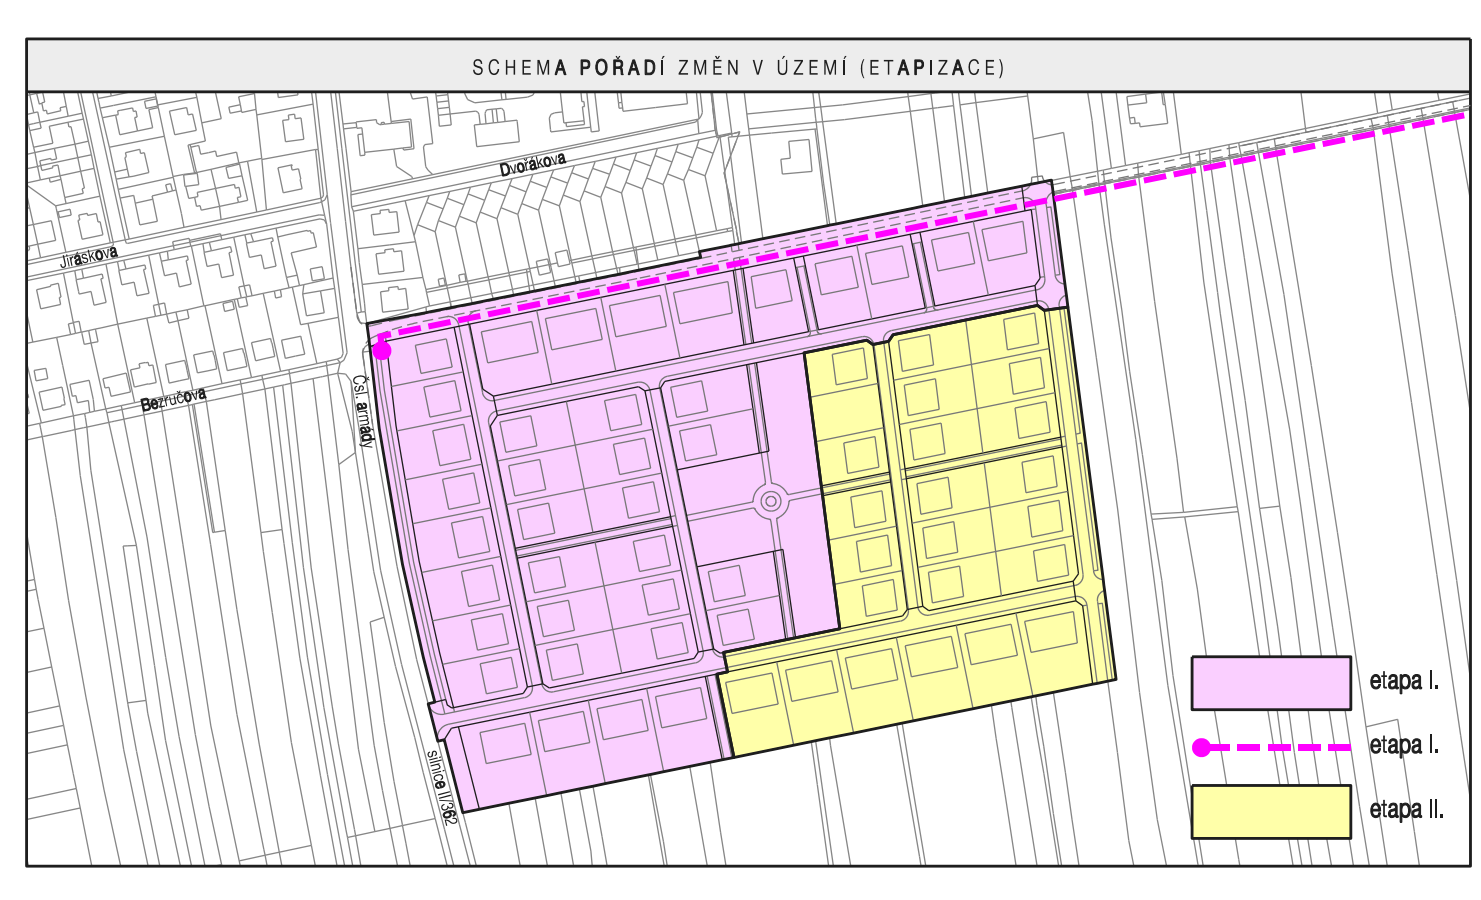 SCHEMA POŘADÍ ZMĚN V ÚZEMÍ (ETAPIZACE)
Dvořákova
Jiráskova
Bezručova
Čsl. armády
silnice II/362
etapa I.
etapa I.
etapa II.